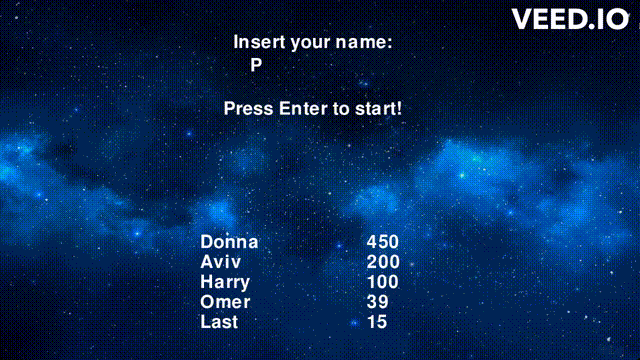 VEED.IO
Insert your name:
P
Press Enter to start!
Donna 450
Aviv 200
Harry 100
Omer 39
Last 15